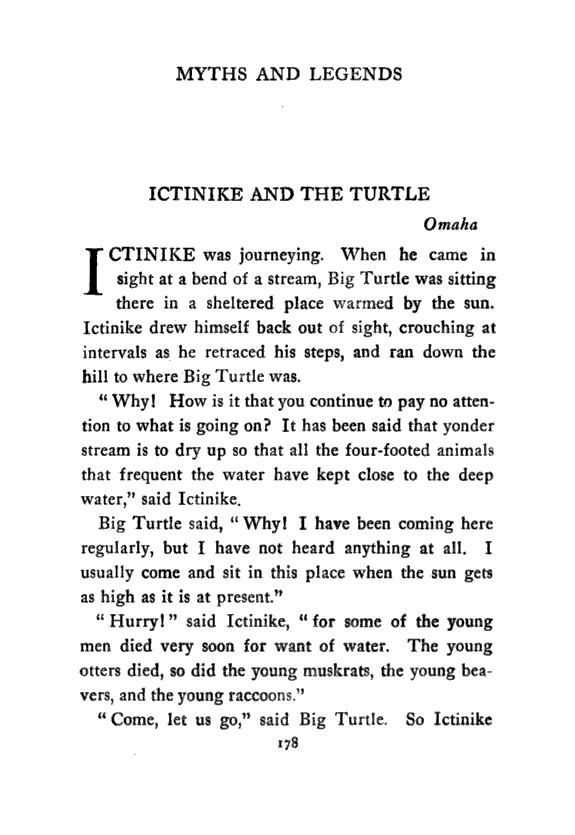 MYTHS AND LEGENDS
ICTINIKE AND THE TURTLE
Omaha
ICTINIKE was journeying. When he came in
sight at a bend of a stream, Big Turtle was sitting
there in a sheltered place warmed by the sun.
Ictinike drew himself back out of sight, crouching at
intervals as he retraced his steps, and ran down the
hill to where Big Turtle was.
“ Why! How is it that you continue to pay no atten-
tion to what is going on? It has been said that yonder
stream is to dry up so that all the four-footed animals
that frequent the water have kept close to the deep
water,” said Ictinike.
Big Turtle said, “ Why! I have been coming here
regularly, but I have not heard anything at all. I
usually come and sit in this place when the sun gets
as high as it is at present.”
“ Hurry! ” said Ictinike, “ for some of the young
men died very soon for want of water. The young
otters died, so did the young muskrats, the young bea-
vers, and the young raccoons.”
“ Come, let us go,” said Big Turtle. So Ictinike
178